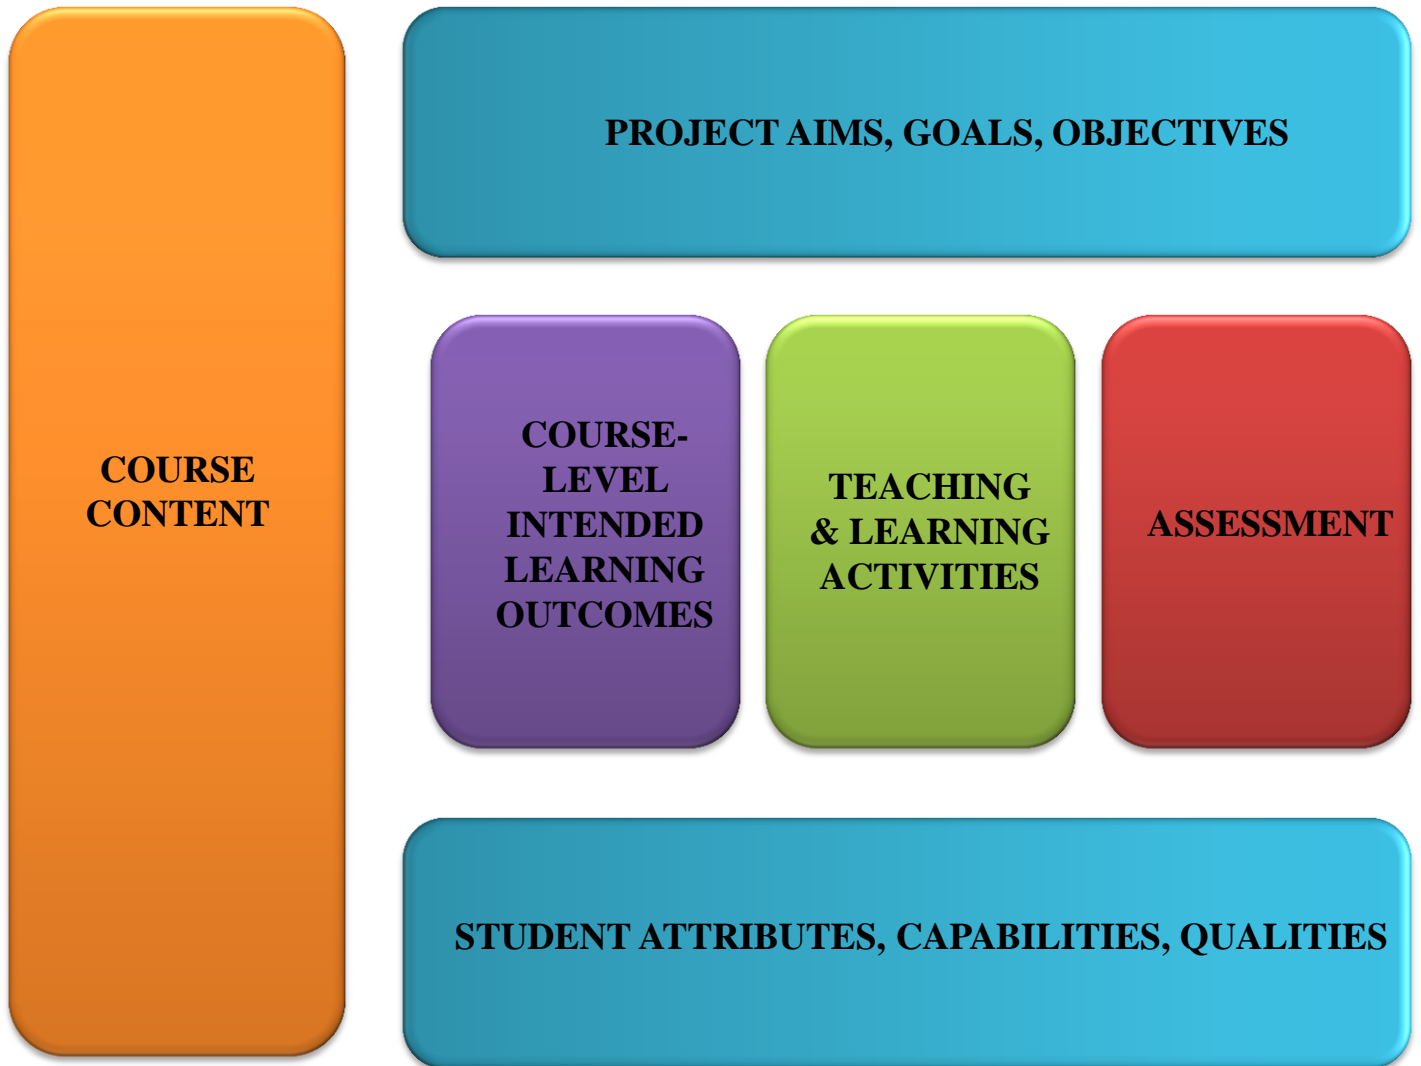 COURSE
CONTENT
PROJECT AIMS, GOALS, OBJECTIVES
COURSE-
LEVEL
INTENDED
LEARNING
OUTCOMES
TEACHING
& LEARNING
ACTIVITIES
ASSESSMENT
STUDENT ATTRIBUTES, CAPABILITIES, QUALITIES